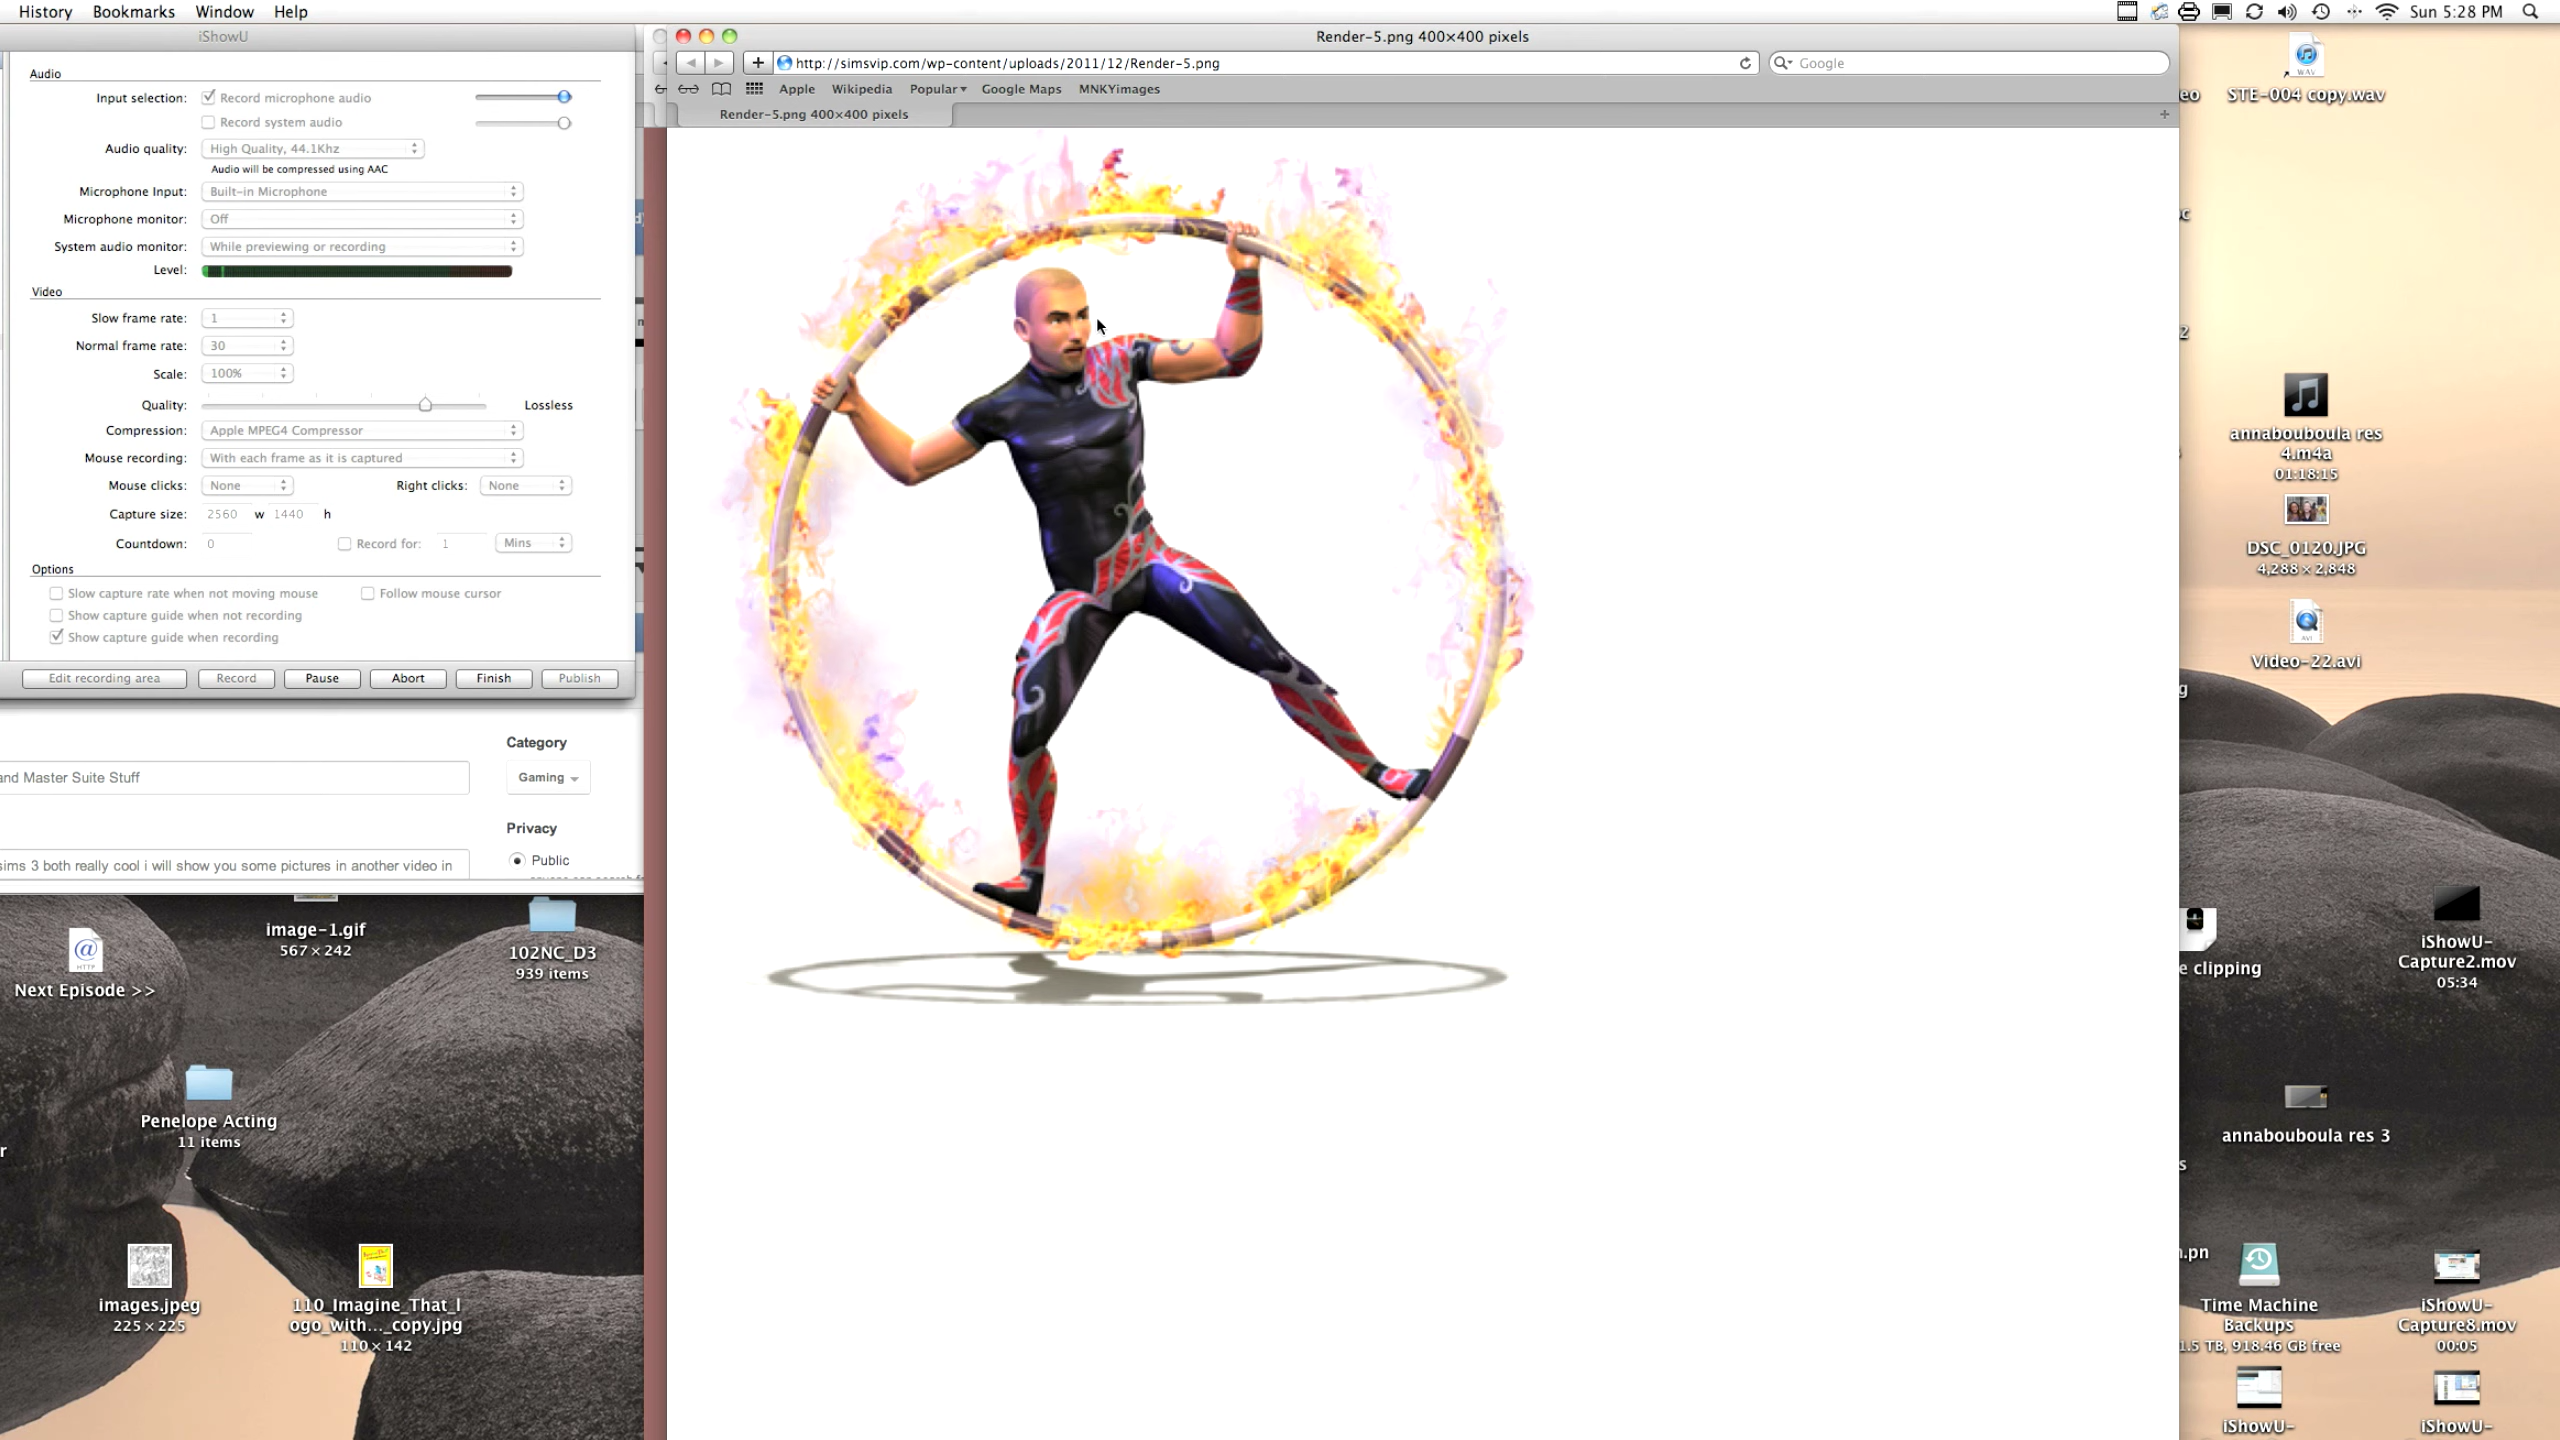 History Bookmarks Window Help
Sun 5:28 PM
iShowU
Audio
Input selection: Record microphone audio
Record system audio
Audio quality: High Quality, 44.1Khz
Audio will be compressed using AAC
Microphone Input: Built-in Microphone
Microphone monitor: Off
System audio monitor: While previewing or recording
Level:
Video
Slow frame rate: 1
Normal frame rate: 30
Scale: 100%
Quality: Lossless
Compression: Apple MPEG4 Compressor
Mouse recording: With each frame as it is captured
Mouse clicks: None Right clicks: None
Capture size: 2560 w 1440 h
Countdown: 0 Record for: 1 Mins
Options
Slow capture rate when not moving mouse Follow mouse cursor
Show capture guide when not recording
Show capture guide when recording
Edit recording area Record Pause Abort Finish Publish
Category
and Master Suite Stuff
Gaming
Privacy
Public
sims 3 both really cool i will show you some pictures in another video in
Render-5.png 400×400 pixels
http://simsvip.com/wp-content/uploads/2011/12/Render-5.png
Google
Apple Wikipedia Popular Google Maps MNKYimages
Render-5.png 400×400 pixels
image-1.gif
567 × 242
HTTP
Next Episode >>
102NC_D3
939 items
Penelope Acting
11 items
images.jpeg
225 × 225
110_Imagine_That_l
ogo_with..._copy.jpg
110 × 142
WAV
eo
STE-004 copy.wav
annabouboula res
4.m4a
01:18:15
DSC_0120.JPG
4,288 × 2,848
AVI
Video-22.avi
e clipping
iShowU-
Capture2.mov
05:34
annabouboula res 3
n.pn
Time Machine
Backups
1.5 TB, 918.46 GB free
iShowU-
Capture8.mov
00:05
iShowU-
iShowU-